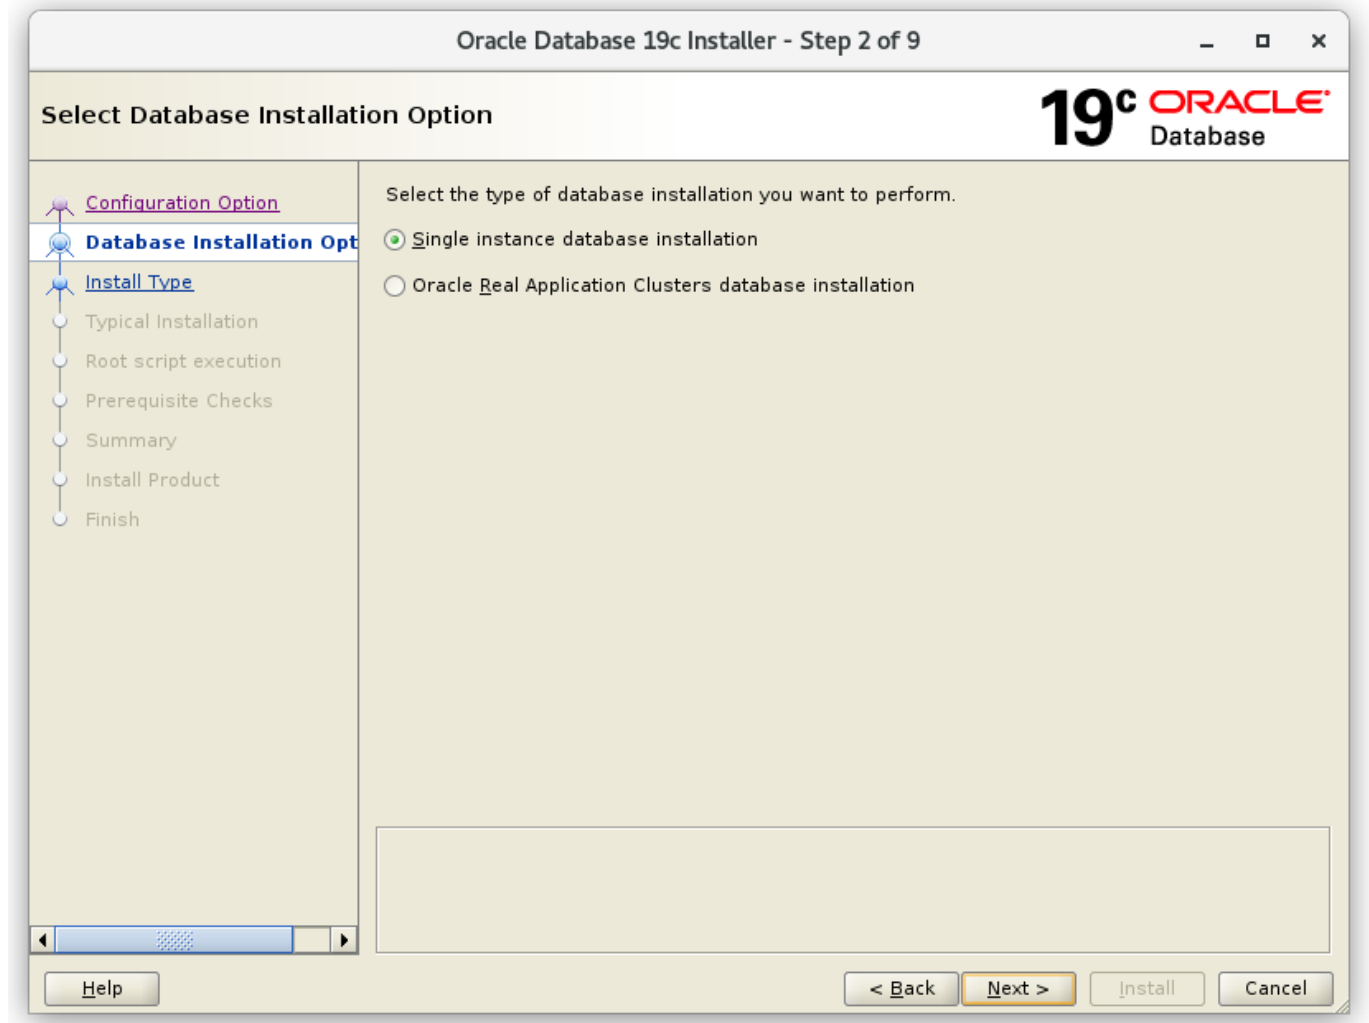 Oracle Database 19c Installer - Step 2 of 9
Select Database Installation Option
19c ORACLE
Database
Configuration Option
Database Installation Opt
Install Type
Typical Installation
Root script execution
Prerequisite Checks
Summary
Install Product
Finish
Select the type of database installation you want to perform.
Single instance database installation
Oracle Real Application Clusters database installation
Help
< Back
Next >
Install
Cancel